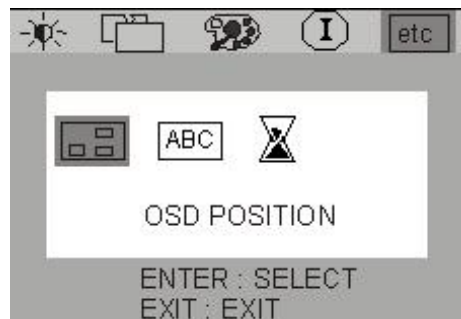 I etc
ABC
OSD POSITION
ENTER : SELECT
EXIT : EXIT